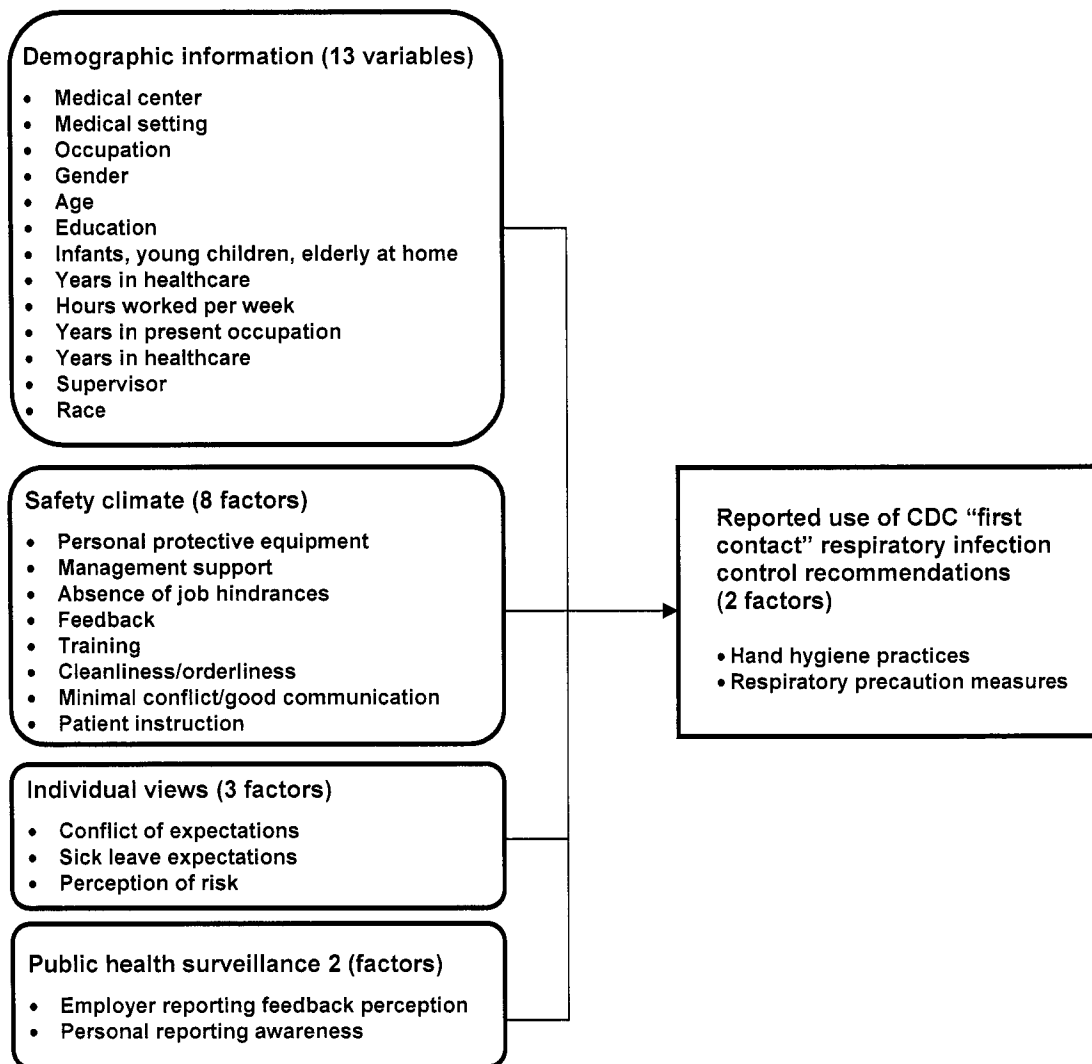 Demographic information (13 variables)
• Medical center
• Medical setting
• Occupation
• Gender
• Age
• Education
• Infants, young children, elderly at home
• Years in healthcare
• Hours worked per week
• Years in present occupation
• Years in healthcare
• Supervisor
• Race
Safety climate (8 factors)
• Personal protective equipment
• Management support
• Absence of job hindrances
• Feedback
• Training
• Cleanliness/orderliness
• Minimal conflict/good communication
• Patient instruction
Individual views (3 factors)
• Conflict of expectations
• Sick leave expectations
• Perception of risk
Public health surveillance 2 (factors)
• Employer reporting feedback perception
• Personal reporting awareness
Reported use of CDC “first
contact” respiratory infection
control recommendations
(2 factors)
• Hand hygiene practices
• Respiratory precaution measures